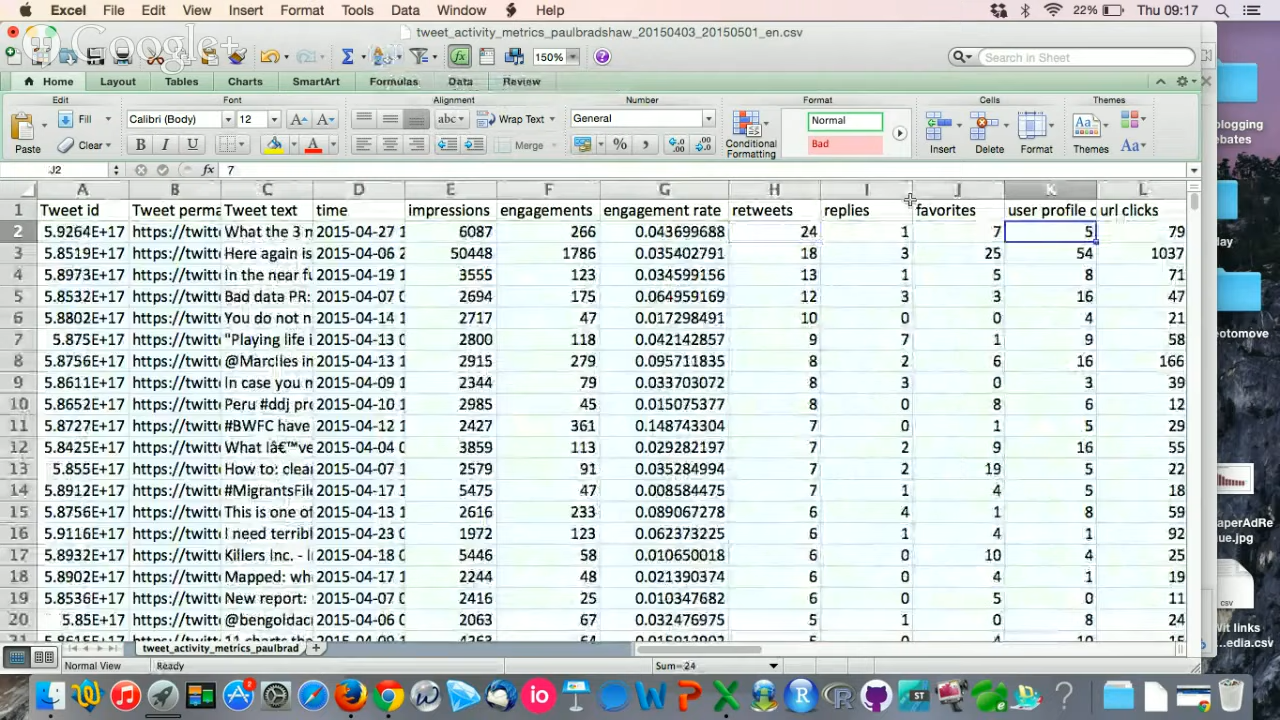 Excel File Edit View Insert Format Tools Data Window Help 22% Thu 09:17
Google+
tweet_activity_metrics_paulbradshaw_20150403_20150501_en.csv
150% Search in Sheet
Home Layout Tables Charts SmartArt Formulas Data Review
Edit Font Alignment Number Format Cells Themes
Fill Calibri (Body) 12 abc Wrap Text General Normal
Paste Clear B I U A Merge % Conditional Formatting Bad Insert Delete Format Themes Aa
J2 fx 7
A B C D E F G H I J K L
1 Tweet id Tweet perma Tweet text time impressions engagements engagement rate retweets replies favorites user profile c url clicks
2 5.9264E+17 https://twitt What the 3 m 2015-04-27 1 6087 266 0.043699688 24 1 7 5 79
3 5.8519E+17 https://twitt Here again is 2015-04-06 2 50448 1786 0.035402791 18 3 25 54 1037
4 5.8973E+17 https://twitt In the near fu 2015-04-19 1 3555 123 0.034599156 13 1 5 8 71
5 5.8532E+17 https://twitt Bad data PR: 2015-04-07 0 2694 175 0.064959169 12 3 3 16 47
6 5.8802E+17 https://twitt You do not n 2015-04-14 1 2717 47 0.017298491 10 0 0 4 21
7 5.875E+17 https://twitt "Playing life i 2015-04-13 0 2800 118 0.042142857 9 7 1 9 58
8 5.8756E+17 https://twitt @Marclles in 2015-04-13 1 2915 279 0.095711835 8 2 6 16 166
9 5.8611E+17 https://twitt In case you n 2015-04-09 1 2344 79 0.033703072 8 3 0 3 39
10 5.8652E+17 https://twitt Peru #ddj pro 2015-04-10 1 2985 45 0.015075377 8 0 8 6 12
11 5.8727E+17 https://twitt #BWFC have 2015-04-12 1 2427 361 0.148743304 7 0 1 5 29
12 5.8425E+17 https://twitt What Iâ€™ve 2015-04-04 0 3859 113 0.029282197 7 2 9 16 55
13 5.855E+17 https://twitt How to: clear 2015-04-07 1 2579 91 0.035284994 7 2 19 5 22
14 5.8912E+17 https://twitt #MigrantsFile 2015-04-17 1 5475 47 0.008584475 7 1 4 5 18
15 5.8756E+17 https://twitt This is one of 2015-04-13 1 2616 233 0.089067278 6 4 1 8 59
16 5.9116E+17 https://twitt I need terribl 2015-04-23 0 1972 123 0.062373225 6 1 4 1 92
17 5.8932E+17 https://twitt Killers Inc. - I 2015-04-18 0 5446 58 0.010650018 6 0 10 4 25
18 5.8902E+17 https://twitt Mapped: wh 2015-04-17 1 2244 48 0.021390374 6 0 4 1 19
19 5.8536E+17 https://twitt New report: 2015-04-07 0 2416 25 0.010347682 6 0 5 0 11
20 5.85E+17 https://twitt @bengoldac 2015-04-06 0 2063 67 0.032476975 5 1 0 8 24
tweet_activity_metrics_paulbrad
Normal View Ready Sum=24